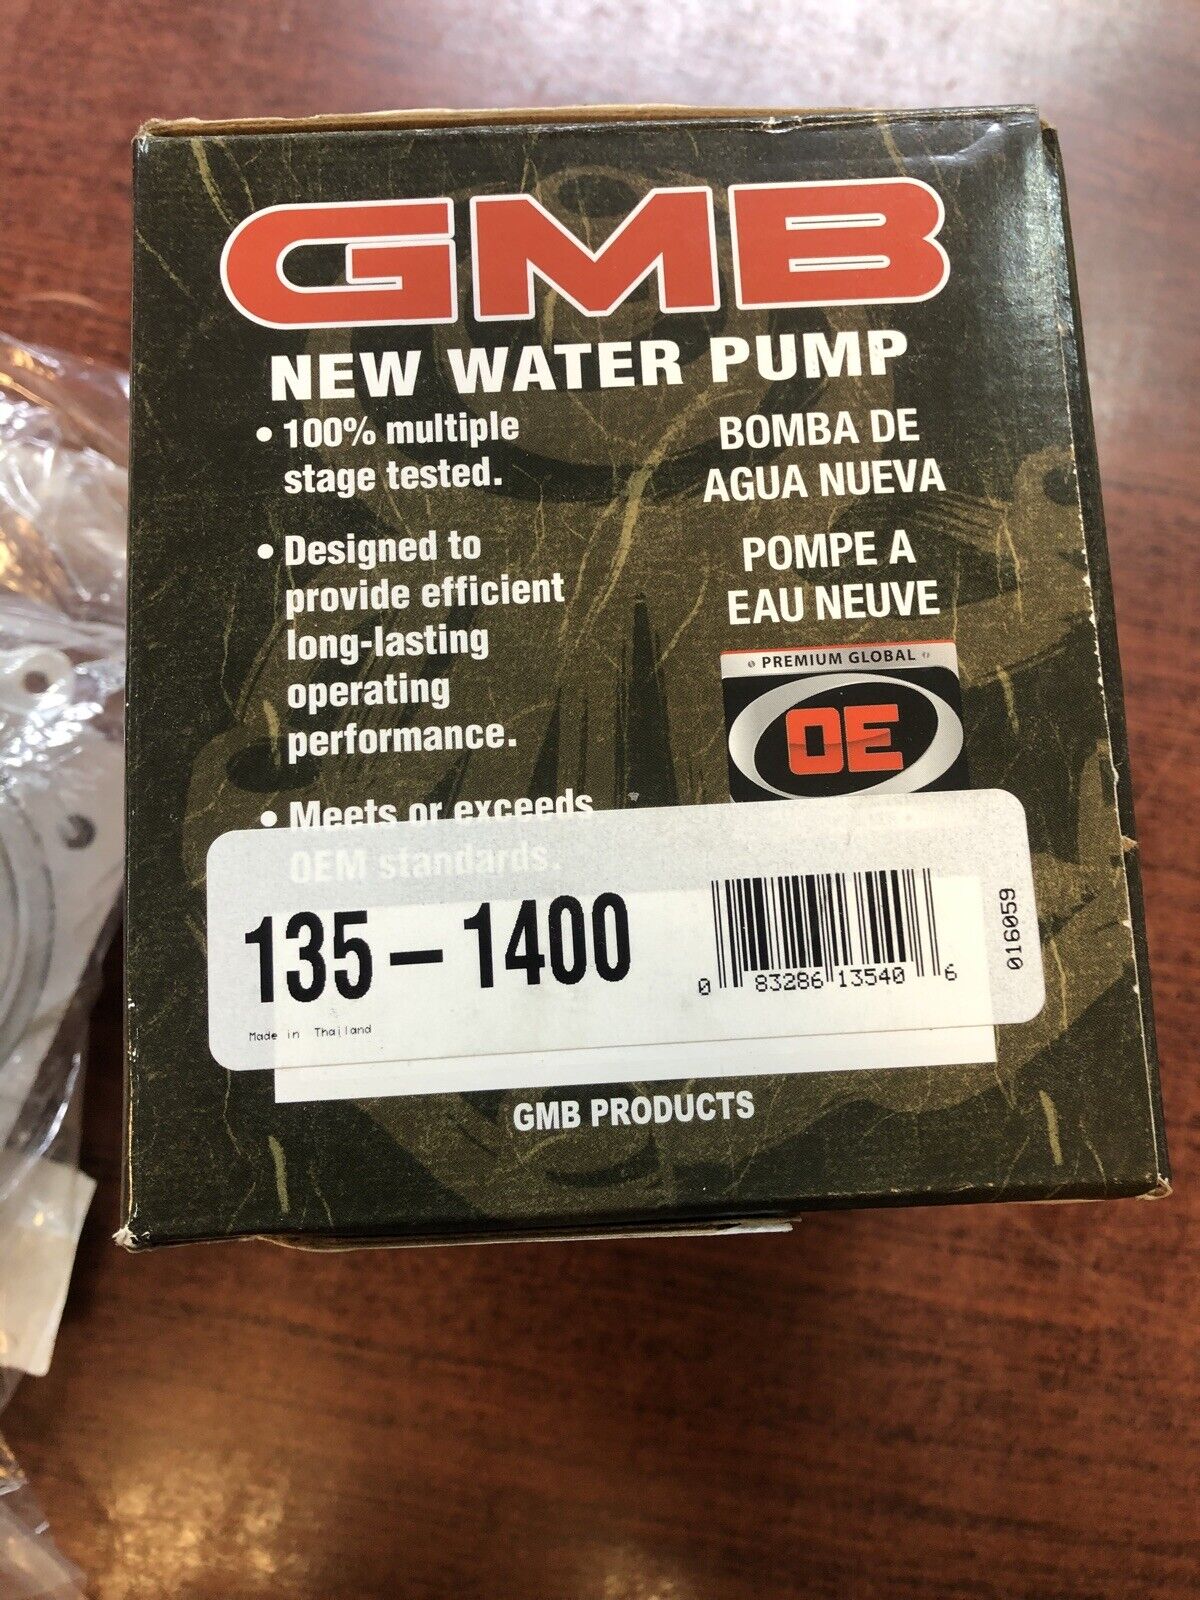 GMB
NEW WATER PUMP
• 100% multiple
stage tested.
• Designed to
provide efficient
long-lasting
operating
performance.
• Meets or exceeds
OEM standards.
BOMBA DE
AGUA NUEVA
POMPE A
EAU NEUVE
PREMIUM GLOBAL
OE
135-1400
Made in Thailand
0 83286 13540 6
016059
GMB PRODUCTS